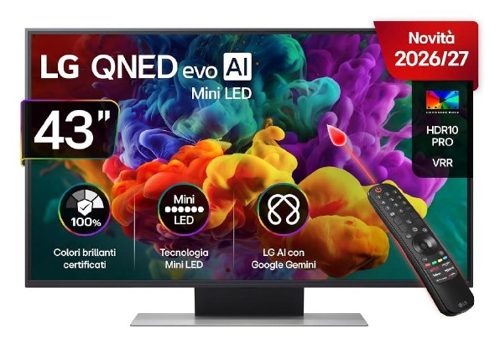 Novità
2026/27
LG QNED evo AI
Mini LED
43”
HDR10
PRO
VRR
100%
Colori brillanti
certificati
Mini
LED
Tecnologia
Mini LED
LG AI con
Google Gemini
LG